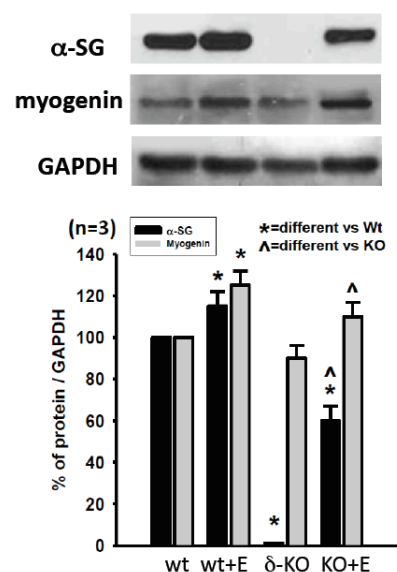 α-SG
myogenin
GAPDH
(n=3)
α-SG
Myogenin
*=different vs Wt
^=different vs KO
% of protein / GAPDH
140
120
100
80
60
40
20
0
* * * ^ * ^
wt wt+E δ-KO KO+E